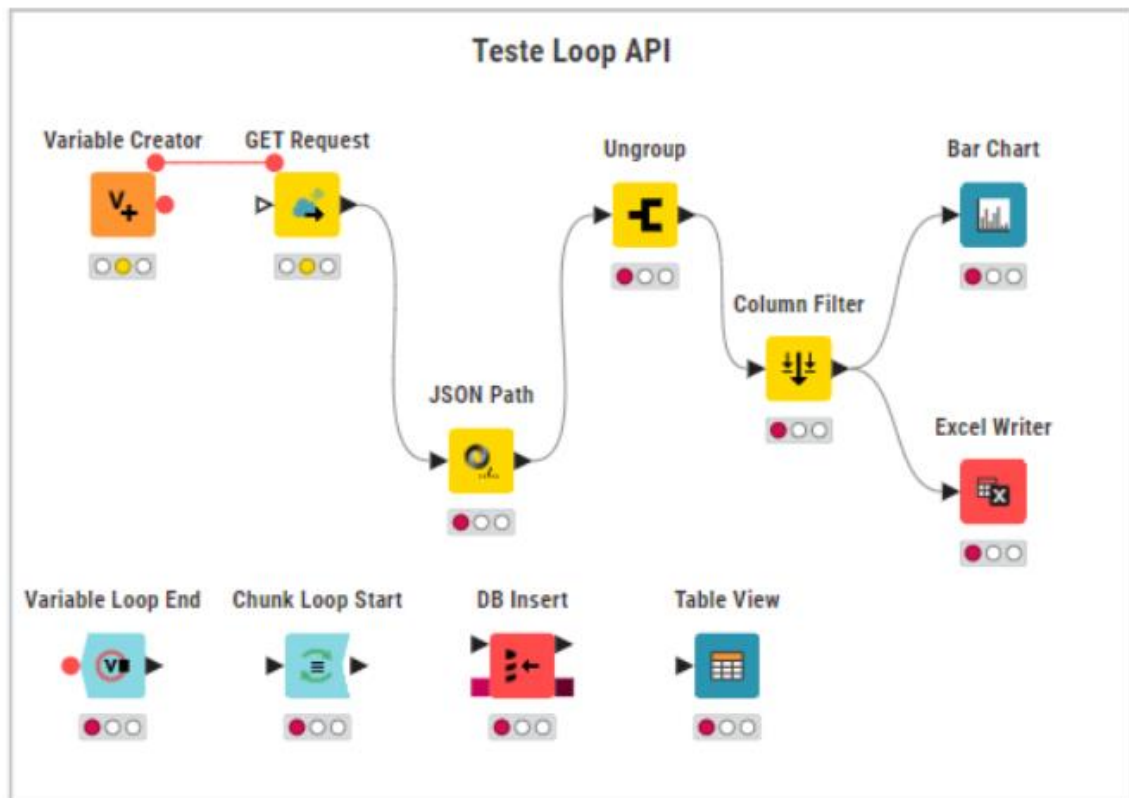 Teste Loop API
Variable Creator
GET Request
Ungroup
Bar Chart
V+
Column Filter
JSON Path
Excel Writer
X
Variable Loop End
Chunk Loop Start
DB Insert
Table View
V